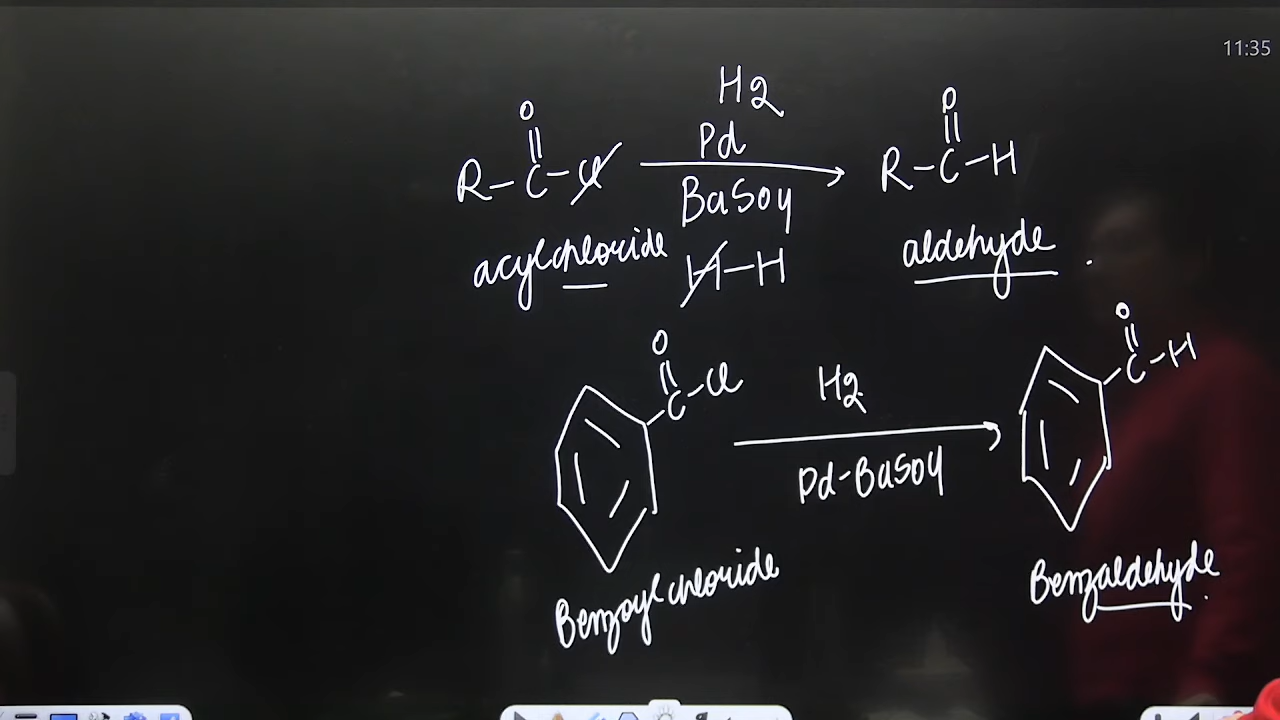 11:35
H2
O
Pd
O
R-C-Cl
R-C-H
BaSO4
acylchloride
H-H
aldehyde.
O
O
C-Cl
H2
C-H
Pd-BaSO4
Benzoylchloride
Benzaldehyde.